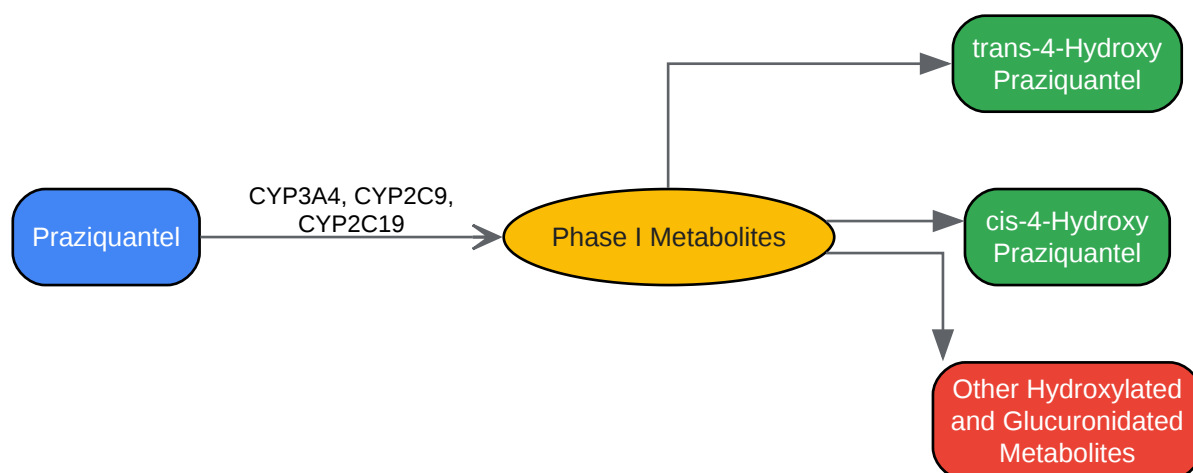 trans-4-Hydroxy
Praziquantel
CYP3A4, CYP2C9,
CYP2C19
Praziquantel
Phase I Metabolites
cis-4-Hydroxy
Praziquantel
Other Hydroxylated
and Glucuronidated
Metabolites